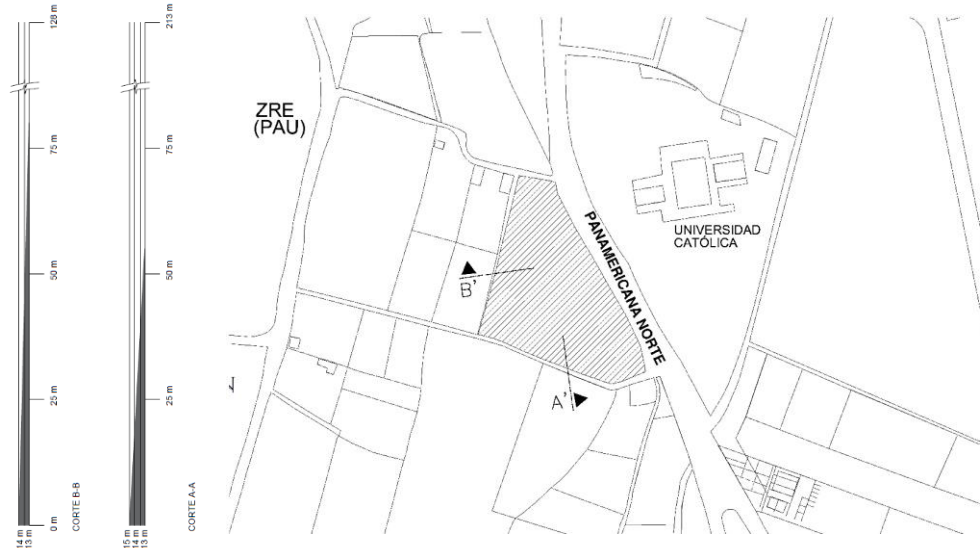 128 m
75 m
50 m
25 m
0 m
CORTE B-B
14 m
13 m
213 m
75 m
50 m
25 m
CORTE A-A
15 m
14 m
13 m
ZRE
(PAU)
PANAMERICANA NORTE
UNIVERSIDAD
CATÓLICA
B'
A'